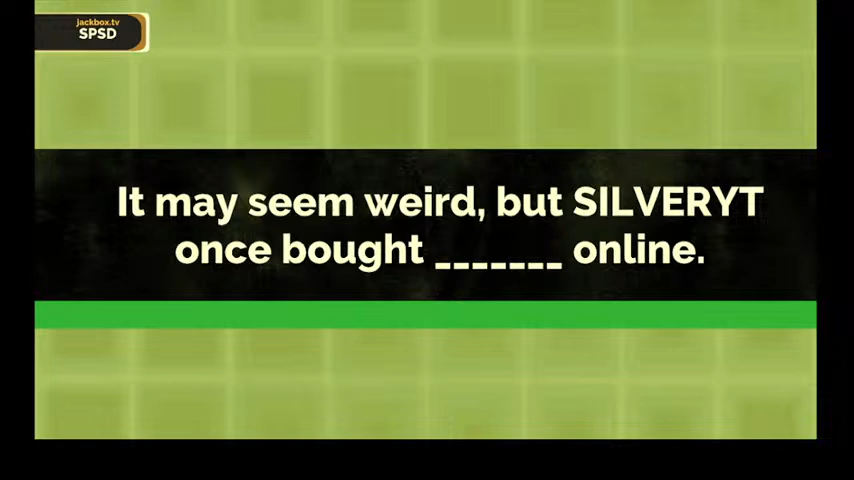 jackbox.tv
SPSD
It may seem weird, but SILVERYT
once bought _______ online.